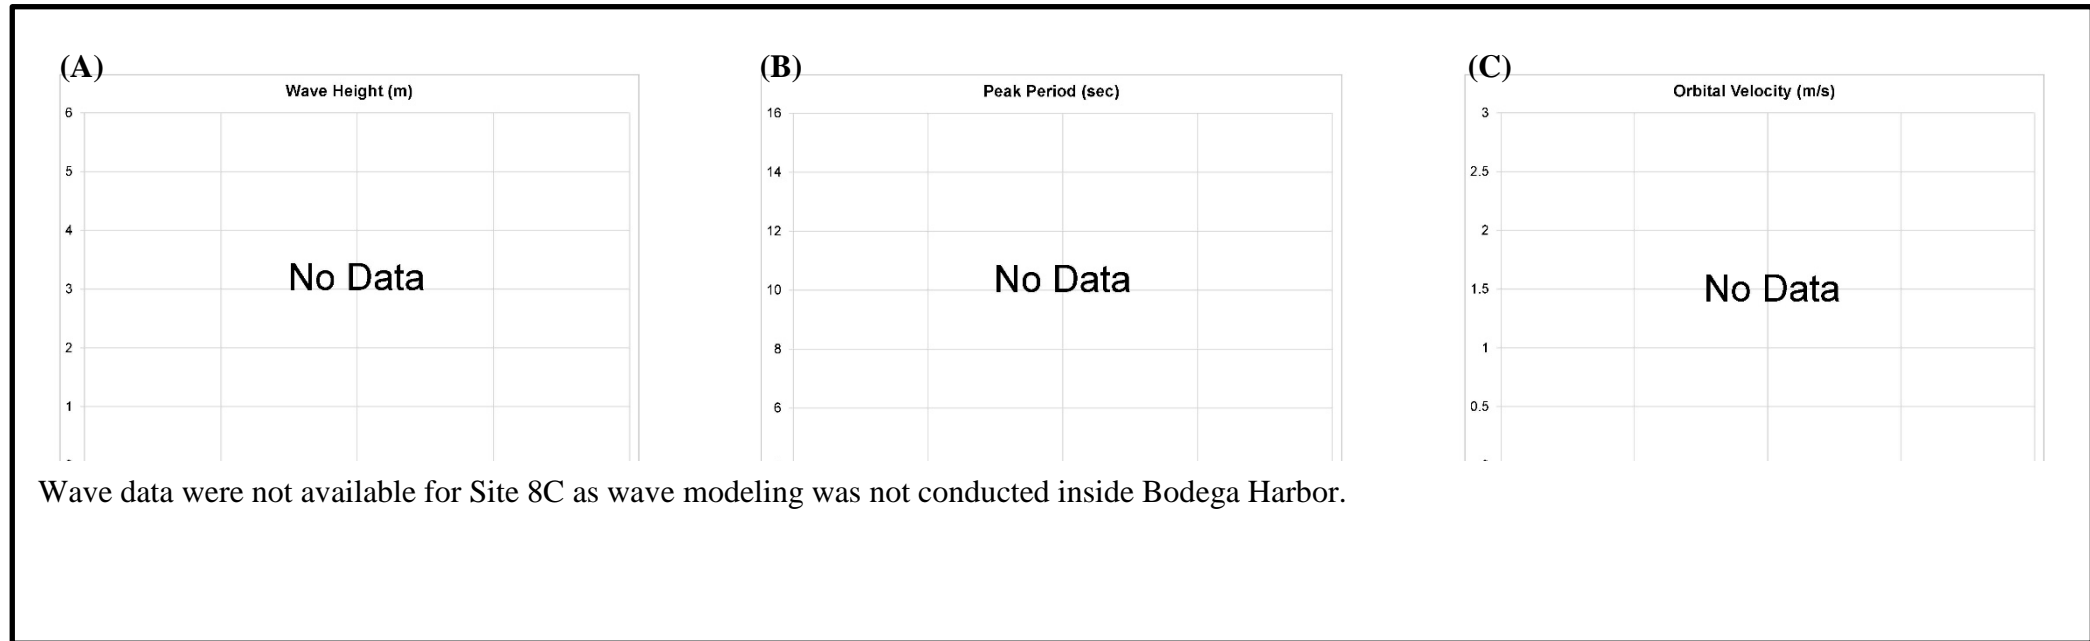 (A)
Wave Height (m)
6
5
4
3
2
1
No Data
(B)
Peak Period (sec)
16
14
12
10
8
6
No Data
(C)
Orbital Velocity (m/s)
3
2.5
2
1.5
1
0.5
No Data
Wave data were not available for Site 8C as wave modeling was not conducted inside Bodega Harbor.